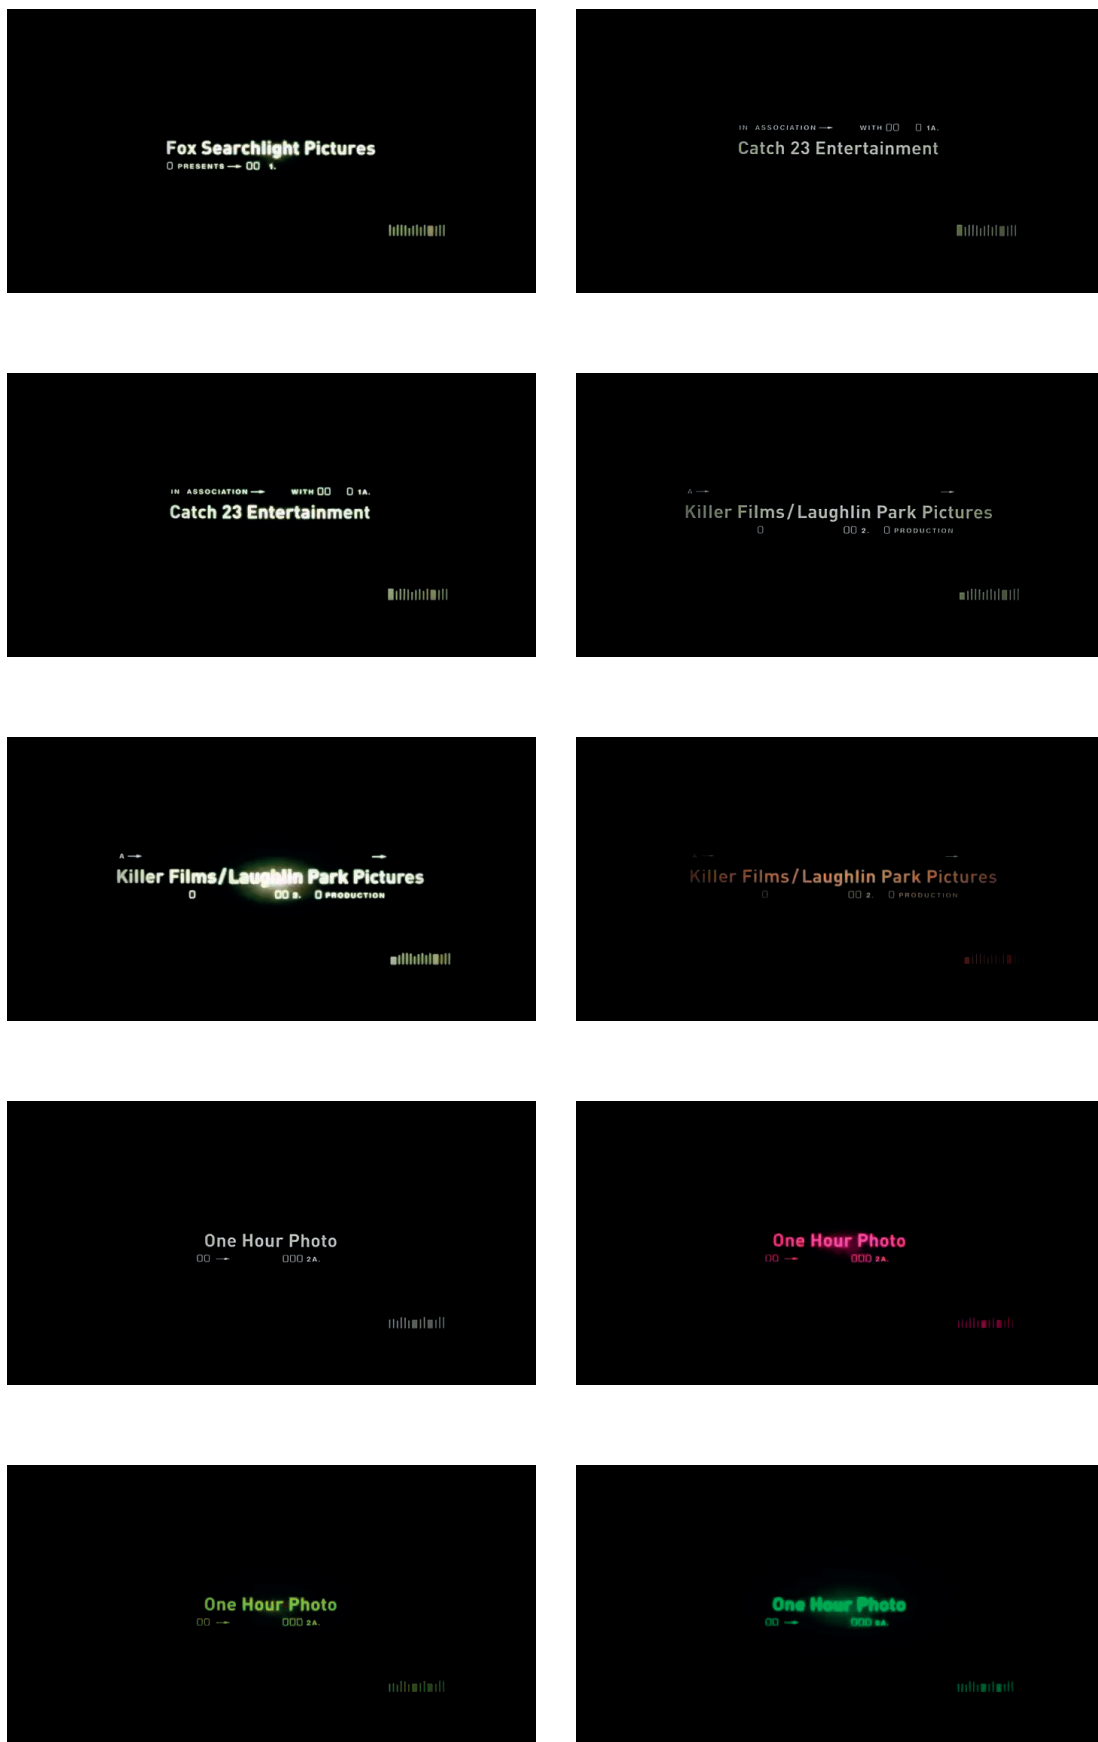 Fox Searchlight Pictures
PRESENTS → 1.
IN ASSOCIATION → WITH 1A.
Catch 23 Entertainment
IN ASSOCIATION → WITH 1A.
Catch 23 Entertainment
A → →
Killer Films/Laughlin Park Pictures
2. PRODUCTION
A → →
Killer Films/Laughlin Park Pictures
2. PRODUCTION
A → →
Killer Films/Laughlin Park Pictures
2. PRODUCTION
One Hour Photo
→ 2A.
One Hour Photo
→ 2A.
One Hour Photo
→ 2A.
One Hour Photo
→ 2A.